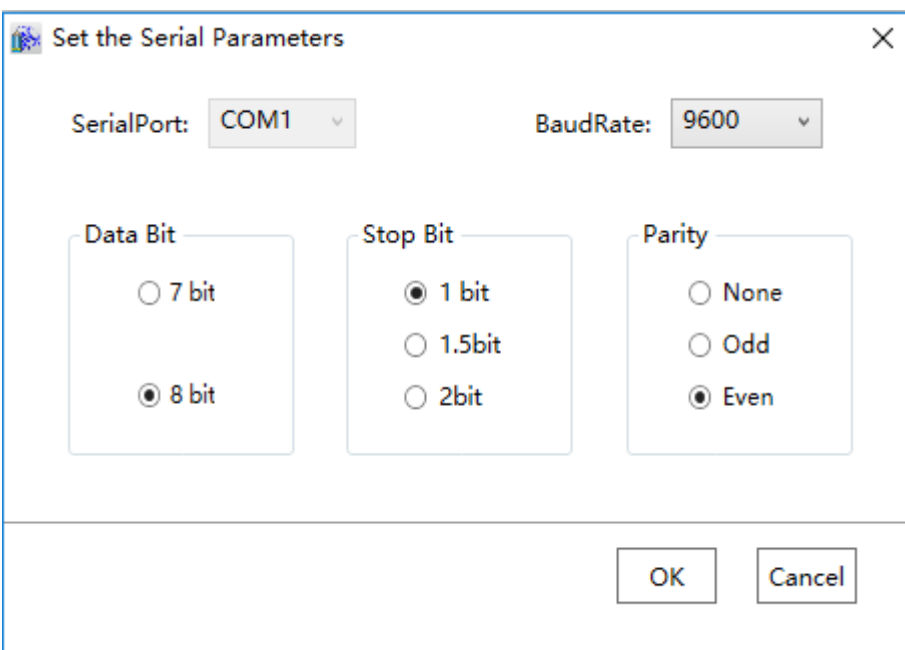 Set the Serial Parameters
SerialPort: COM1 BaudRate: 9600
Data Bit Stop Bit Parity
7 bit 1 bit None
1.5bit Odd
8 bit 2bit Even
OK Cancel